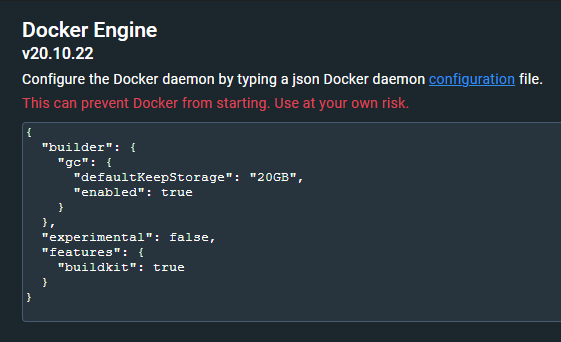 Docker Engine
v20.10.22
Configure the Docker daemon by typing a json Docker daemon configuration file.
This can prevent Docker from starting. Use at your own risk.
{
  "builder": {
    "gc": {
      "defaultKeepStorage": "20GB",
      "enabled": true
    }
  },
  "experimental": false,
  "features": {
    "buildkit": true
  }
}